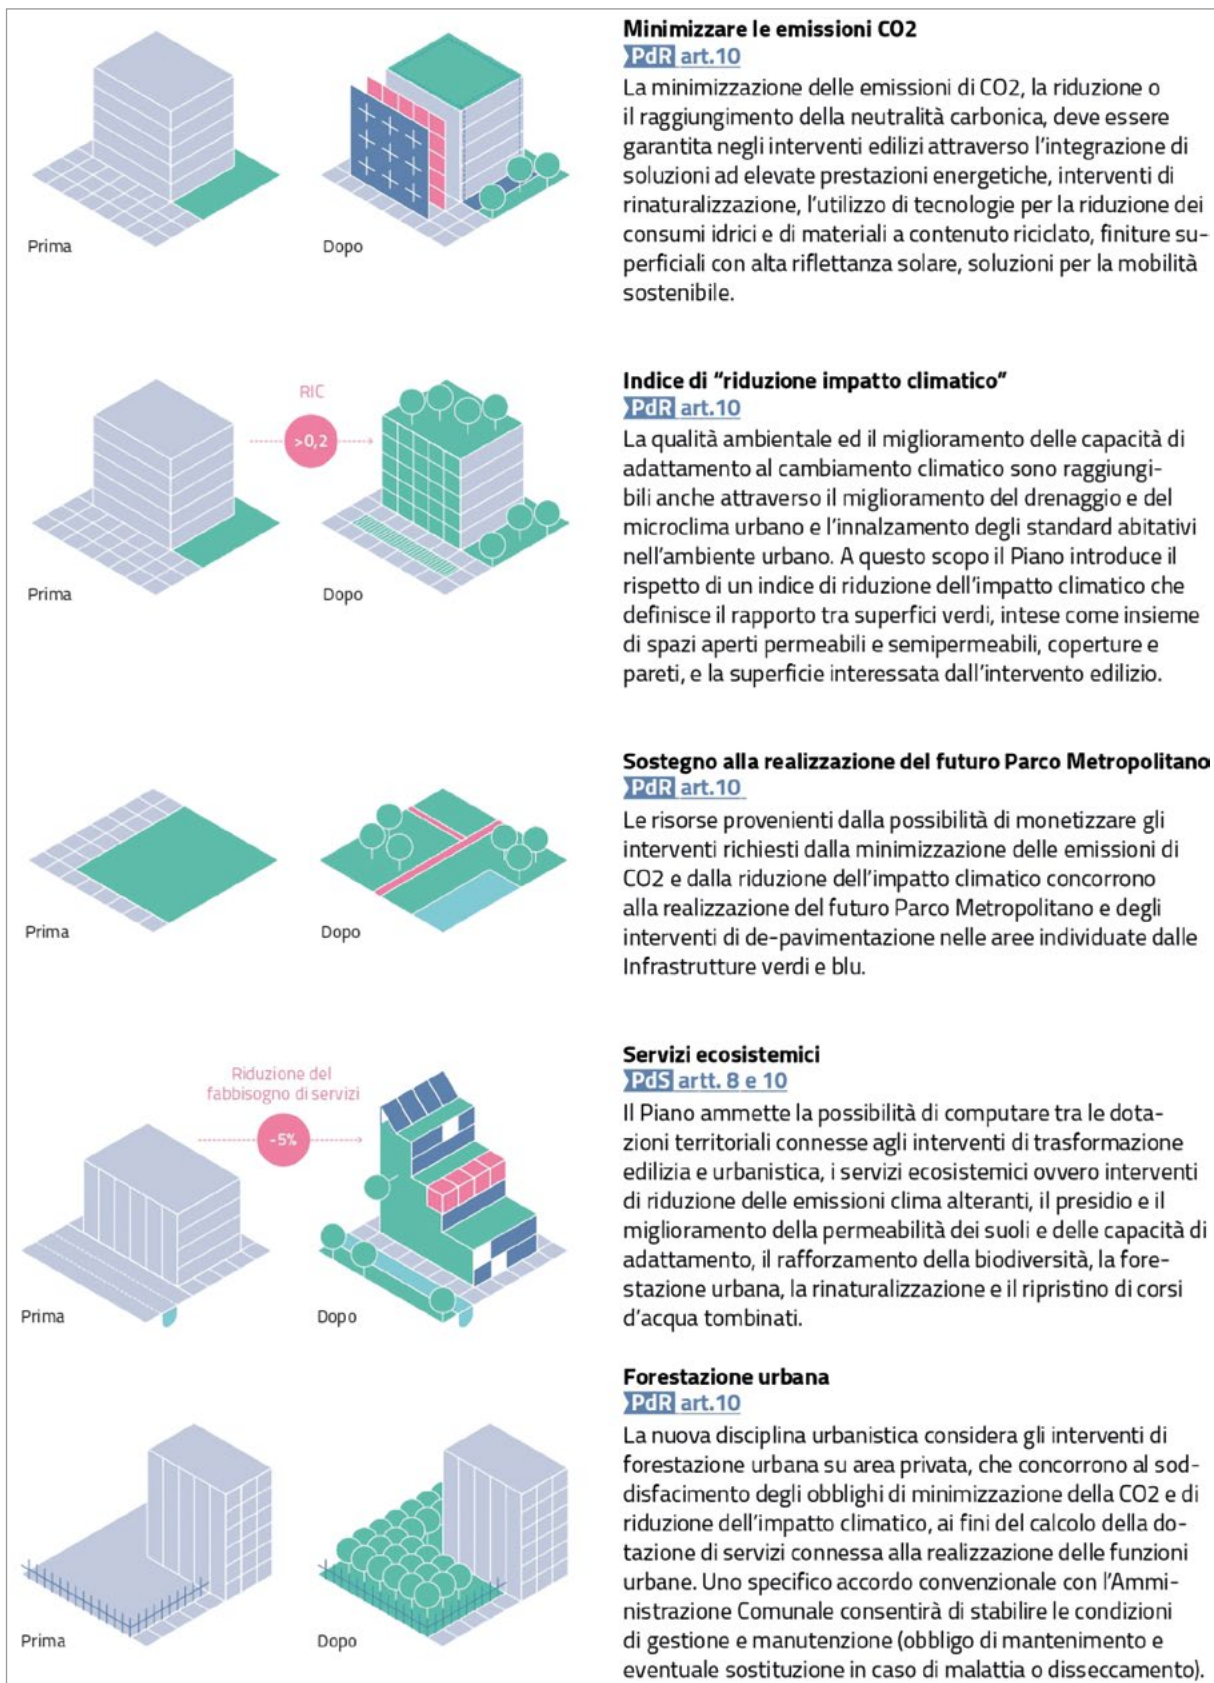 Minimizzare le emissioni CO2
PdR art.10
La minimizzazione delle emissioni di CO2, la riduzione o
il raggiungimento della neutralità carbonica, deve essere
garantita negli interventi edilizi attraverso l'integrazione di
soluzioni ad elevate prestazioni energetiche, interventi di
rinaturalizzazione, l'utilizzo di tecnologie per la riduzione dei
consumi idrici e di materiali a contenuto riciclato, finiture su-
perficiali con alta riflettanza solare, soluzioni per la mobilità
sostenibile.
Prima
Dopo
Indice di "riduzione impatto climatico"
PdR art.10
La qualità ambientale ed il miglioramento delle capacità di
adattamento al cambiamento climatico sono raggiungi-
bili anche attraverso il miglioramento del drenaggio e del
microclima urbano e l'innalzamento degli standard abitativi
nell'ambiente urbano. A questo scopo il Piano introduce il
rispetto di un indice di riduzione dell'impatto climatico che
definisce il rapporto tra superfici verdi, intese come insieme
di spazi aperti permeabili e semipermeabili, coperture e
pareti, e la superficie interessata dall'intervento edilizio.
RIC
>0,2
Prima
Dopo
Sostegno alla realizzazione del futuro Parco Metropolitano
PdR art.10
Le risorse provenienti dalla possibilità di monetizzare gli
interventi richiesti dalla minimizzazione delle emissioni di
CO2 e dalla riduzione dell'impatto climatico concorrono
alla realizzazione del futuro Parco Metropolitano e degli
interventi di de-pavimentazione nelle aree individuate dalle
Infrastrutture verdi e blu.
Prima
Dopo
Servizi ecosistemici
PdS artt. 8 e 10
Il Piano ammette la possibilità di computare tra le dota-
zioni territoriali connesse agli interventi di trasformazione
edilizia e urbanistica, i servizi ecosistemici ovvero interventi
di riduzione delle emissioni clima alteranti, il presidio e il
miglioramento della permeabilità dei suoli e delle capacità di
adattamento, il rafforzamento della biodiversità, la fore-
stazione urbana, la rinaturalizzazione e il ripristino di corsi
d'acqua tombinati.
Riduzione del
fabbisogno di servizi
-5%
Prima
Dopo
Forestazione urbana
PdR art.10
La nuova disciplina urbanistica considera gli interventi di
forestazione urbana su area privata, che concorrono al sod-
disfacimento degli obblighi di minimizzazione della CO2 e di
riduzione dell'impatto climatico, ai fini del calcolo della do-
tazione di servizi connessa alla realizzazione delle funzioni
urbane. Uno specifico accordo convenzionale con l'Ammi-
nistrazione Comunale consentirà di stabilire le condizioni
di gestione e manutenzione (obbligo di mantenimento e
eventuale sostituzione in caso di malattia o disseccamento).
Prima
Dopo